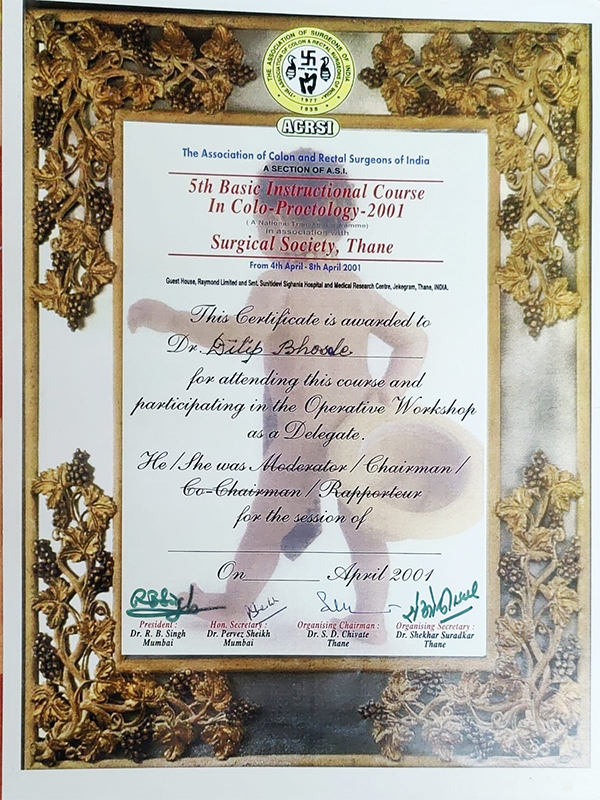 THE ASSOCIATION OF SURGEONS OF INDIA
THE ASSOCIATION OF COLON & RECTAL SURGEONS OF INDIA
1977
1938
ACRSI
The Association of Colon and Rectal Surgeons of India
A SECTION OF A.S.I.
5th Basic Instructional Course
In Colo-Proctology-2001
( A National Training Programme)
in association with
Surgical Society, Thane
From 4th April - 8th April 2001
Guest House, Raymond Limited and Smt. Sunitidevi Sighania Hospital and Medical Research Centre, Jekegram, Thane, INDIA.
This Certificate is awarded to
Dr. Dilip Bhosale
for attending this course and
participating in the Operative Workshop
as a Delegate.
He / She was Moderator / Chairman /
Co-Chairman / Rapporteur
for the session of
On April 2001
President : Hon. Secretary : Organising Chairman : Organising Secretary :
Dr. R. B. Singh Dr. Pervez Sheikh Dr. S. D. Chivate Dr. Shekhar Suradkar
Mumbai Mumbai Thane Thane